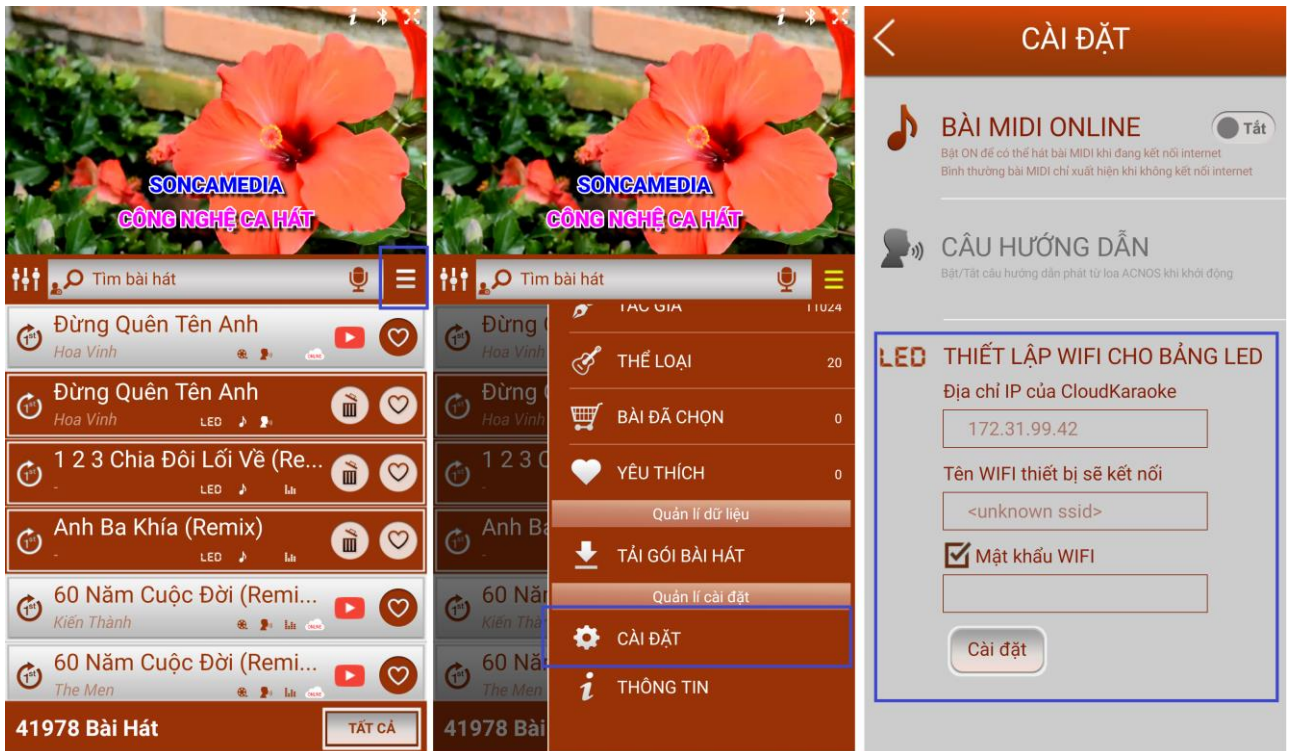 SONCAMEDIA
CÔNG NGHỆ CA HÁT
Tìm bài hát
Đừng Quên Tên Anh
Hoa Vinh
ONLINE
Đừng Quên Tên Anh
Hoa Vinh
LED
1 2 3 Chia Đôi Lối Về (Re...
-
LED
Anh Ba Khía (Remix)
-
LED
60 Năm Cuộc Đời (Remi...
Kiến Thành
ONLINE
60 Năm Cuộc Đời (Remi...
The Men
ONLINE
41978 Bài Hát
TẤT CẢ
SONCAMEDIA
CÔNG NGHỆ CA HÁT
Tìm bài hát
TÁC GIẢ 11024
THỂ LOẠI 20
BÀI ĐÃ CHỌN 0
YÊU THÍCH 0
Quản lí dữ liệu
TẢI GÓI BÀI HÁT
Quản lí cài đặt
CÀI ĐẶT
THÔNG TIN
41978 Bài
CÀI ĐẶT
BÀI MIDI ONLINE
Tắt
Bật ON để có thể hát bài MIDI khi đang kết nối internet
Bình thường bài MIDI chỉ xuất hiện khi không kết nối internet
CÂU HƯỚNG DẪN
Bật/Tắt câu hướng dẫn phát từ loa ACNOS khi khởi động
LED THIẾT LẬP WIFI CHO BẢNG LED
Địa chỉ IP của CloudKaraoke
172.31.99.42
Tên WIFI thiết bị sẽ kết nối
<unknown ssid>
Mật khẩu WIFI
Cài đặt